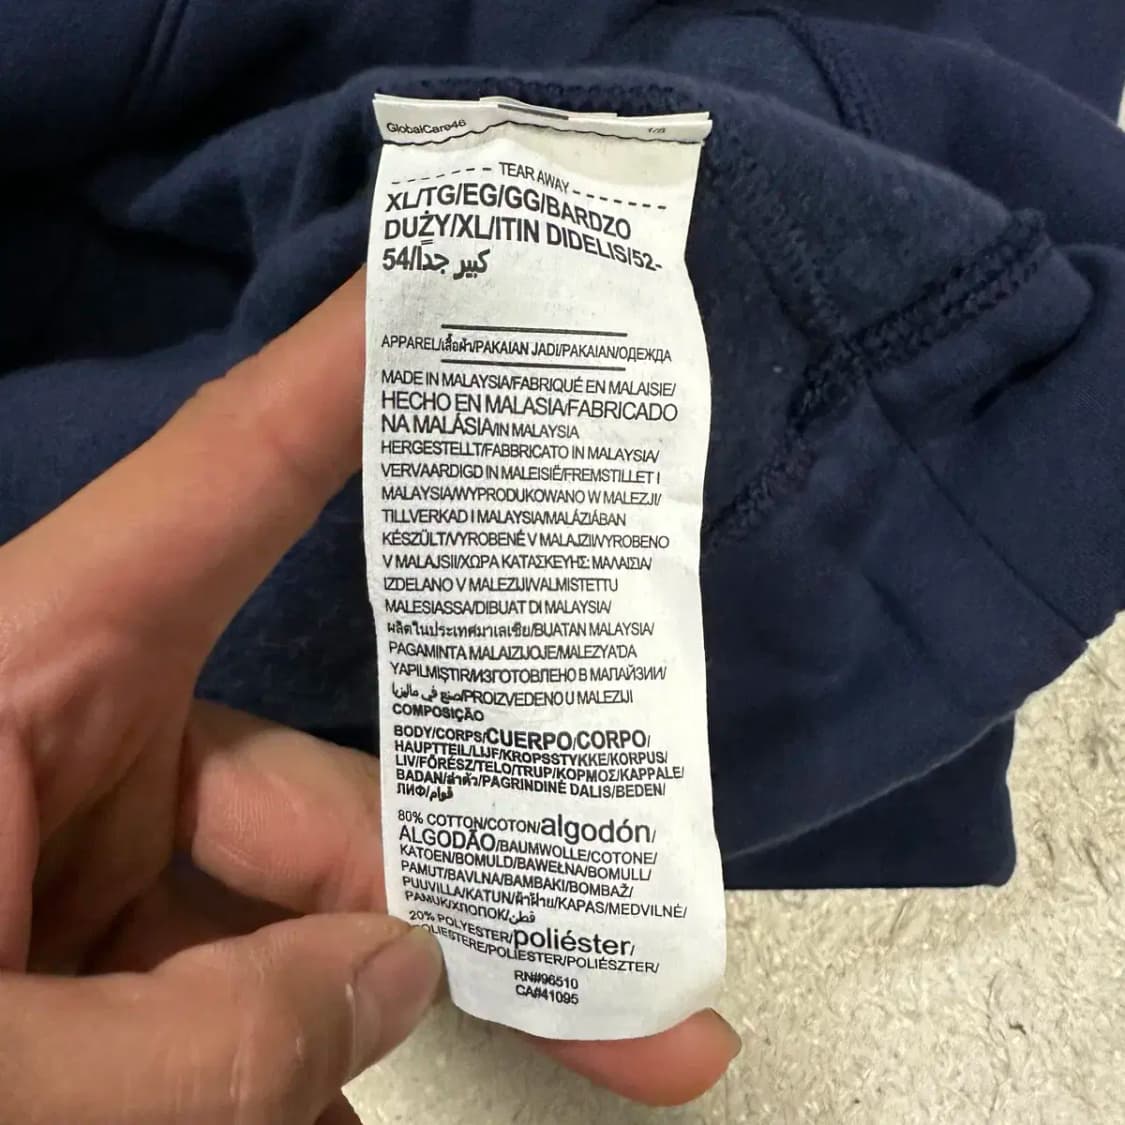 GlobalCare46 1/8
TEAR AWAY
XL/TG/EG/GG/BARDZO
DUŻY/XL/ITIN DIDELIS/52-
54/كبير جداً
APPAREL/เสื้อผ้า/PAKAIAN JADI/PAKAIAN/ОДЕЖДА
MADE IN MALAYSIA/FABRIQUÉ EN MALAISIE/
HECHO EN MALASIA/FABRICADO
NA MALÁSIA/IN MALAYSIA
HERGESTELLT/FABBRICATO IN MALAYSIA/
VERVAARDIGD IN MALEISIË/FREMSTILLET I
MALAYSIA/WYPRODUKOWANO W MALEZJI/
TILLVERKAD I MALAYSIA/MALÁZIÁBAN
KÉSZÜLT/VYROBENÉ V MALAJZII/VYROBENO
V MALAJSII/ΧΩΡΑ ΚΑΤΑΣΚΕΥΗΣ: ΜΑΛΑΙΣΙΑ/
IZDELANO V MALEZIJI/VALMISTETTU
MALESIASSA/DIBUAT DI MALAYSIA/
ผลิตในประเทศมาเลเซีย/BUATAN MALAYSIA/
PAGAMINTA MALAIZIJOJE/MALEZYA'DA
YAPILMIŞTIR/ИЗГОТОВЛЕНО В МАЛАЙЗИИ/
صنع في ماليزيا/PROIZVEDENO U MALEZIJI
COMPOSIÇÃO
BODY/CORPS/CUERPO/CORPO/
HAUPTTEIL/LIJF/KROPSSTYKKE/KORPUS/
LIV/FŐRÉSZ/TELO/TRUP/ΚΟΡΜΟΣ/KAPPALE/
BADAN/ลำตัว/PAGRINDINĖ DALIS/BEDEN/
ЛИФ/قوام
80% COTTON/COTON/algodón/
ALGODÃO/BAUMWOLLE/COTONE/
KATOEN/BOMULD/BAWEŁNA/BOMULL/
PAMUT/BAVLNA/BAMBAKI/BOMBAŽ/
PUUVILLA/KATUN/ผ้าฝ้าย/KAPAS/MEDVILNĖ/
PAMUK/ХЛОПОК/قطن
20% POLYESTER/poliéster/
POLIESTERE/POLIESTER/POLIÉSZTER/
RN#96510
CA#41095